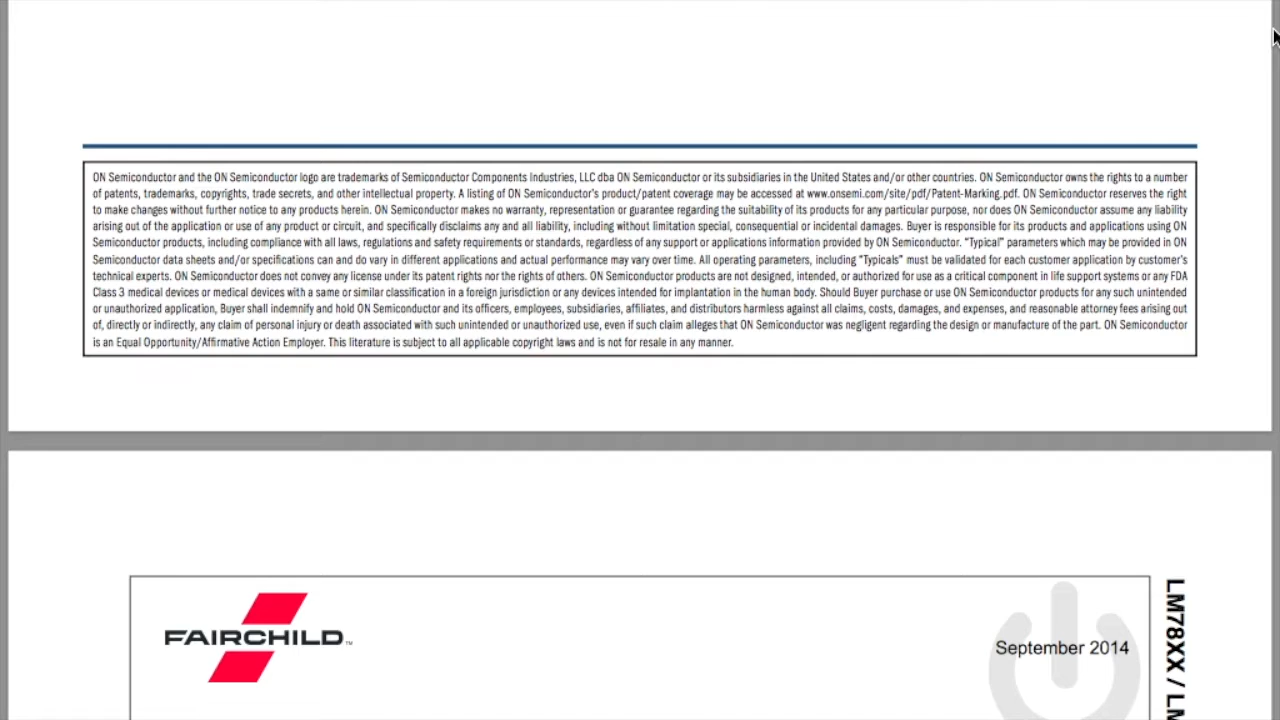 ON Semiconductor and the ON Semiconductor logo are trademarks of Semiconductor Components Industries, LLC dba ON Semiconductor or its subsidiaries in the United States and/or other countries. ON Semiconductor owns the rights to a number
of patents, trademarks, copyrights, trade secrets, and other intellectual property. A listing of ON Semiconductor's product/patent coverage may be accessed at www.onsemi.com/site/pdf/Patent-Marking.pdf. ON Semiconductor reserves the right
to make changes without further notice to any products herein. ON Semiconductor makes no warranty, representation or guarantee regarding the suitability of its products for any particular purpose, nor does ON Semiconductor assume any liability
arising out of the application or use of any product or circuit, and specifically disclaims any and all liability, including without limitation special, consequential or incidental damages. Buyer is responsible for its products and applications using ON
Semiconductor products, including compliance with all laws, regulations and safety requirements or standards, regardless of any support or applications information provided by ON Semiconductor. “Typical” parameters which may be provided in ON
Semiconductor data sheets and/or specifications can and do vary in different applications and actual performance may vary over time. All operating parameters, including “Typicals” must be validated for each customer application by customer's
technical experts. ON Semiconductor does not convey any license under its patent rights nor the rights of others. ON Semiconductor products are not designed, intended, or authorized for use as a critical component in life support systems or any FDA
Class 3 medical devices or medical devices with a same or similar classification in a foreign jurisdiction or any devices intended for implantation in the human body. Should Buyer purchase or use ON Semiconductor products for any such unintended
or unauthorized application, Buyer shall indemnify and hold ON Semiconductor and its officers, employees, subsidiaries, affiliates, and distributors harmless against all claims, costs, damages, and expenses, and reasonable attorney fees arising out
of, directly or indirectly, any claim of personal injury or death associated with such unintended or unauthorized use, even if such claim alleges that ON Semiconductor was negligent regarding the design or manufacture of the part. ON Semiconductor
is an Equal Opportunity/Affirmative Action Employer. This literature is subject to all applicable copyright laws and is not for resale in any manner.
FAIRCHILD™
September 2014
LM78XX / LM